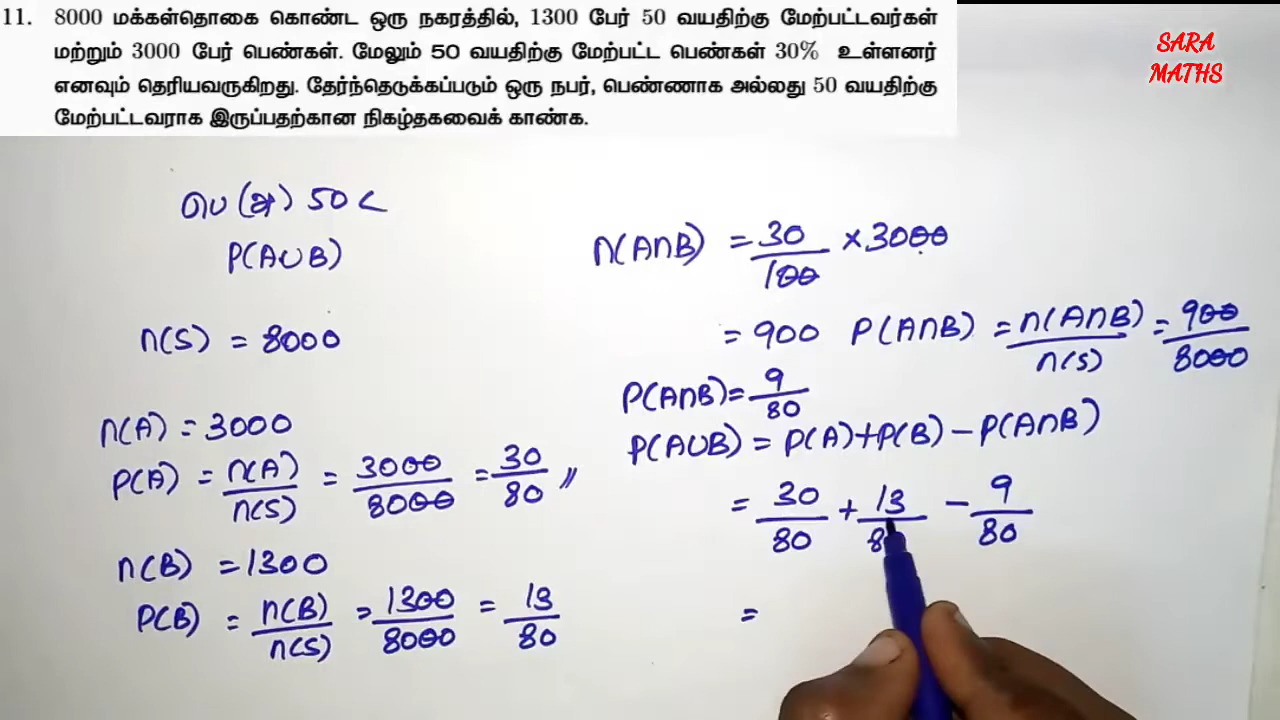 11. 8000 மக்கள்தொகை கொண்ட ஒரு நகரத்தில், 1300 பேர் 50 வயதிற்கு மேற்பட்டவர்கள்
மற்றும் 3000 பேர் பெண்கள். மேலும் 50 வயதிற்கு மேற்பட்ட பெண்கள் 30% உள்ளனர்
எனவும் தெரியவருகிறது. தேர்ந்தெடுக்கப்படும் ஒரு நபர், பெண்ணாக அல்லது 50 வயதிற்கு
மேற்பட்டவராக இருப்பதற்கான நிகழ்தகவைக் காண்க.
SARA
MATHS
பெ (அ) 50 <
P(A∪B)
n(S) = 8000
n(A) = 3000
P(A) = n(A)/n(S) = 3000/8000 = 30/80 //
n(B) = 1300
P(B) = n(B)/n(S) = 1300/8000 = 13/80
n(A∩B) = 30/100 × 3000
= 900 P(A∩B) = n(A∩B)/n(S) = 900/8000
P(A∩B) = 9/80
P(A∪B) = P(A) + P(B) − P(A∩B)
= 30/80 + 13/8 − 9/80
=